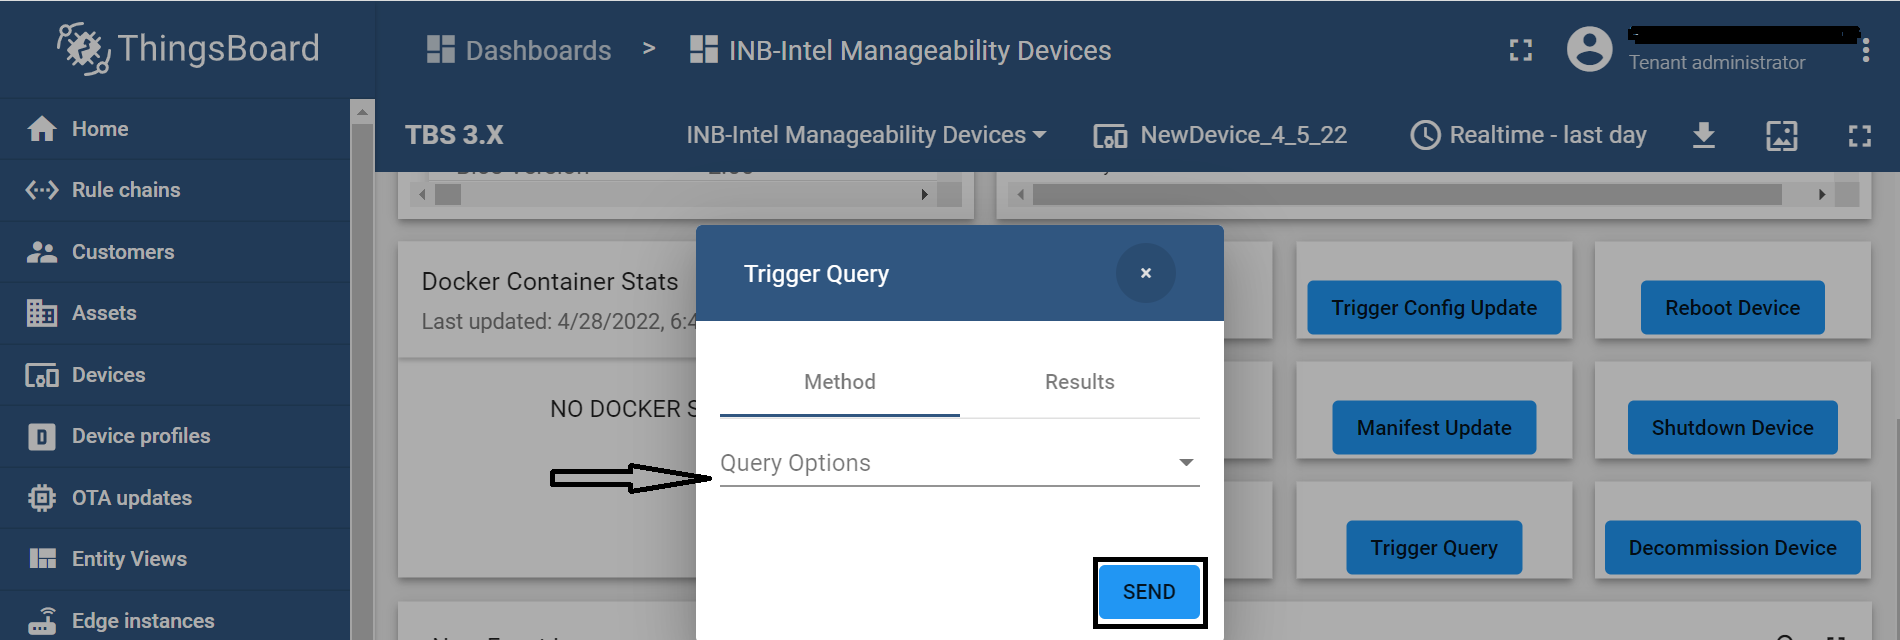 ThingsBoard
Dashboards > INB-Intel Manageability Devices
Tenant administrator
Home
Rule chains
Customers
Assets
Devices
Device profiles
OTA updates
Entity Views
Edge instances
TBS 3.X
INB-Intel Manageability Devices
NewDevice_4_5_22
Realtime - last day
Docker Container Stats
Last updated: 4/28/2022, 6:4
NO DOCKER S
Trigger Query
×
Method
Results
Query Options
SEND
Trigger Config Update
Reboot Device
Manifest Update
Shutdown Device
Trigger Query
Decommission Device